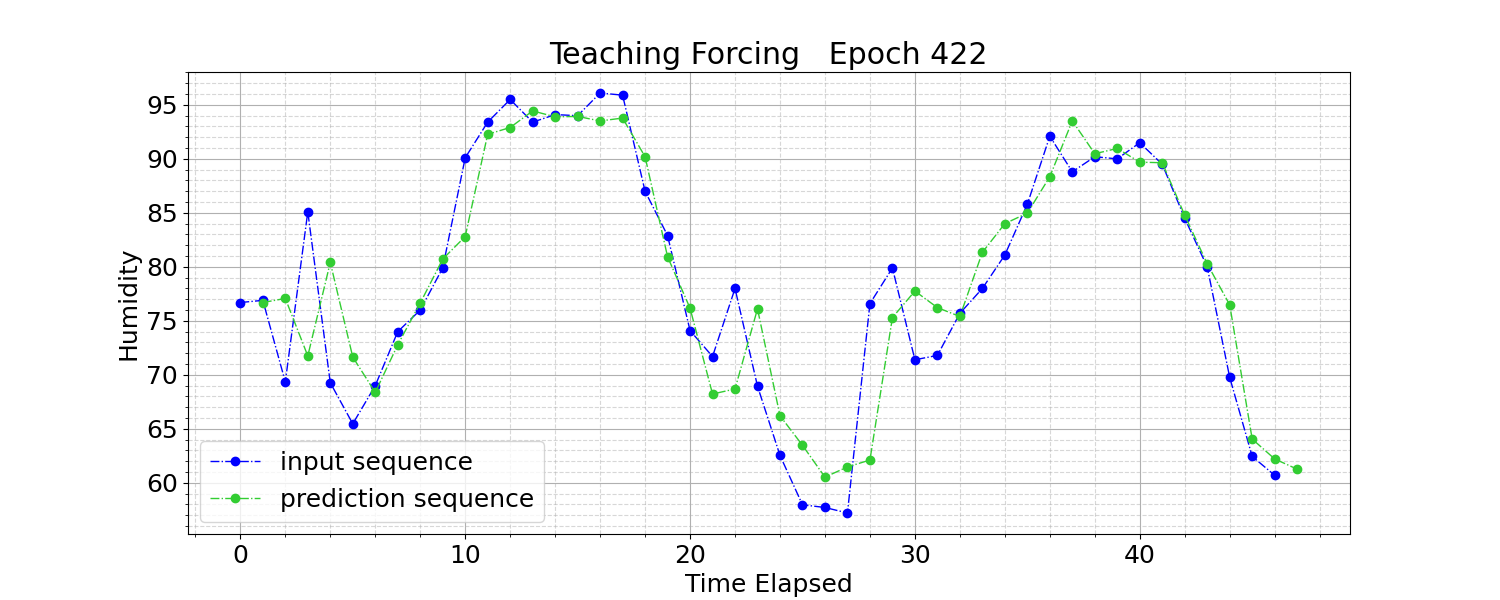 Teaching Forcing   Epoch 422
95
90
85
80
75
70
65
60
Humidity
input sequence
prediction sequence
0 10 20 30 40
Time Elapsed